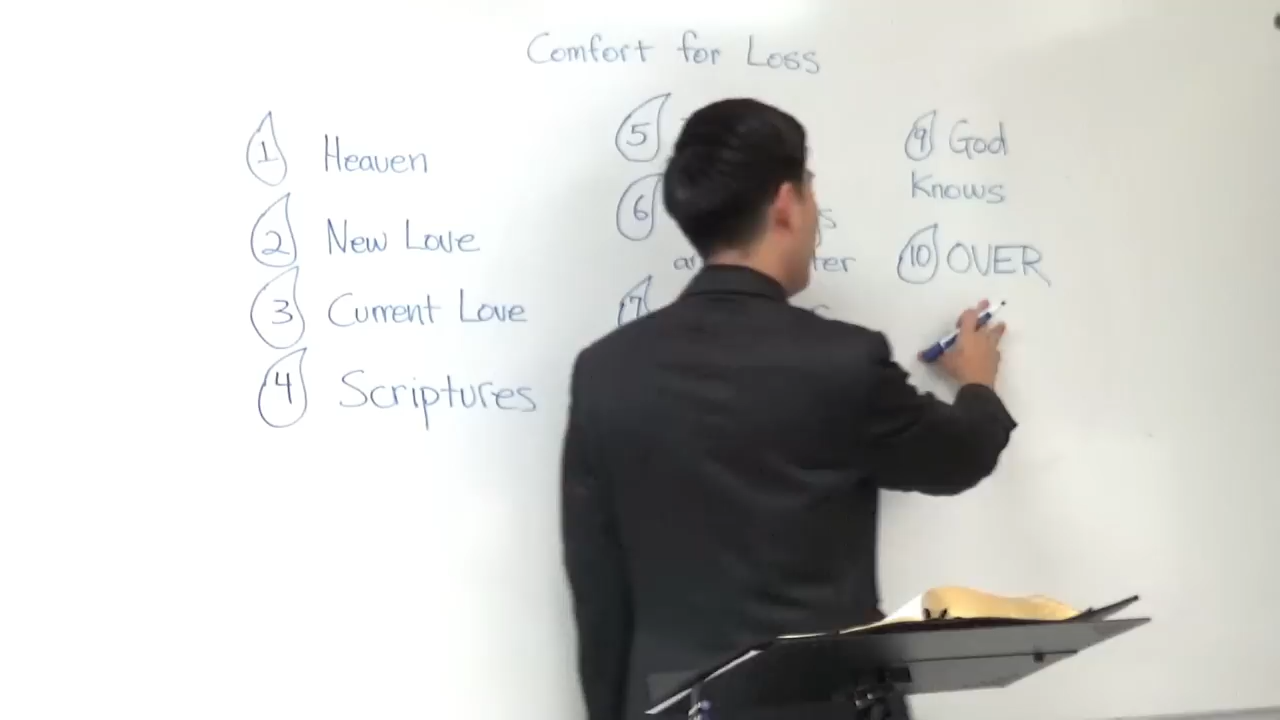 Comfort for Loss
1 Heaven
2 New Love
3 Current Love
4 Scriptures
5
6
7
9 God
Knows
10 OVER